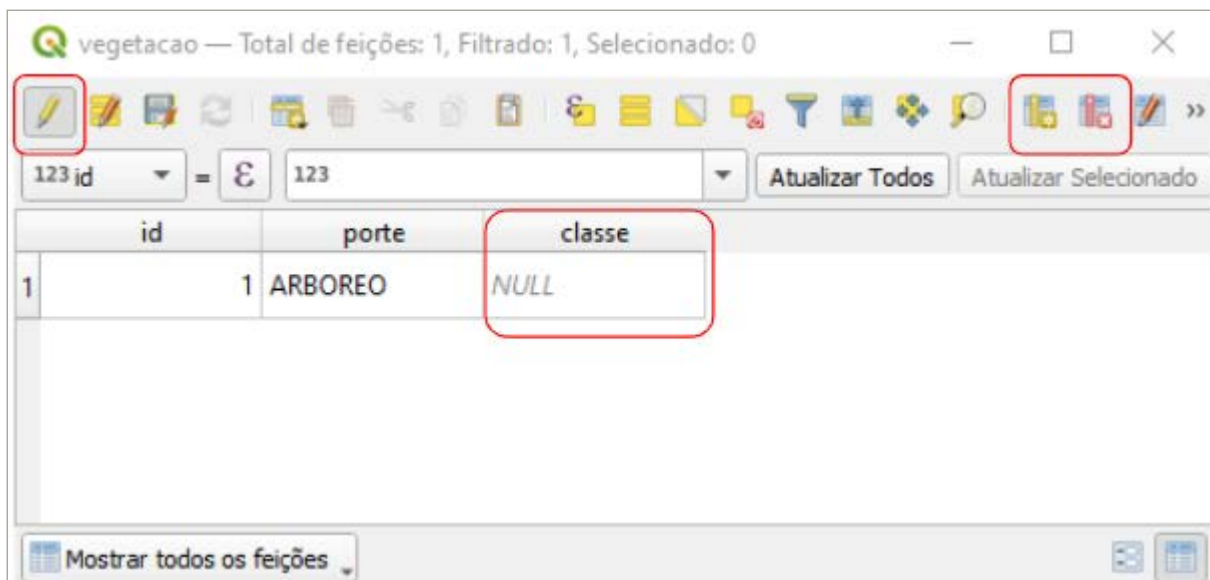 vegetacao — Total de feições: 1, Filtrado: 1, Selecionado: 0
123 id = ε 123 Atualizar Todos Atualizar Selecionado
id porte classe
1 1 ARBOREO NULL
Mostrar todos os feições